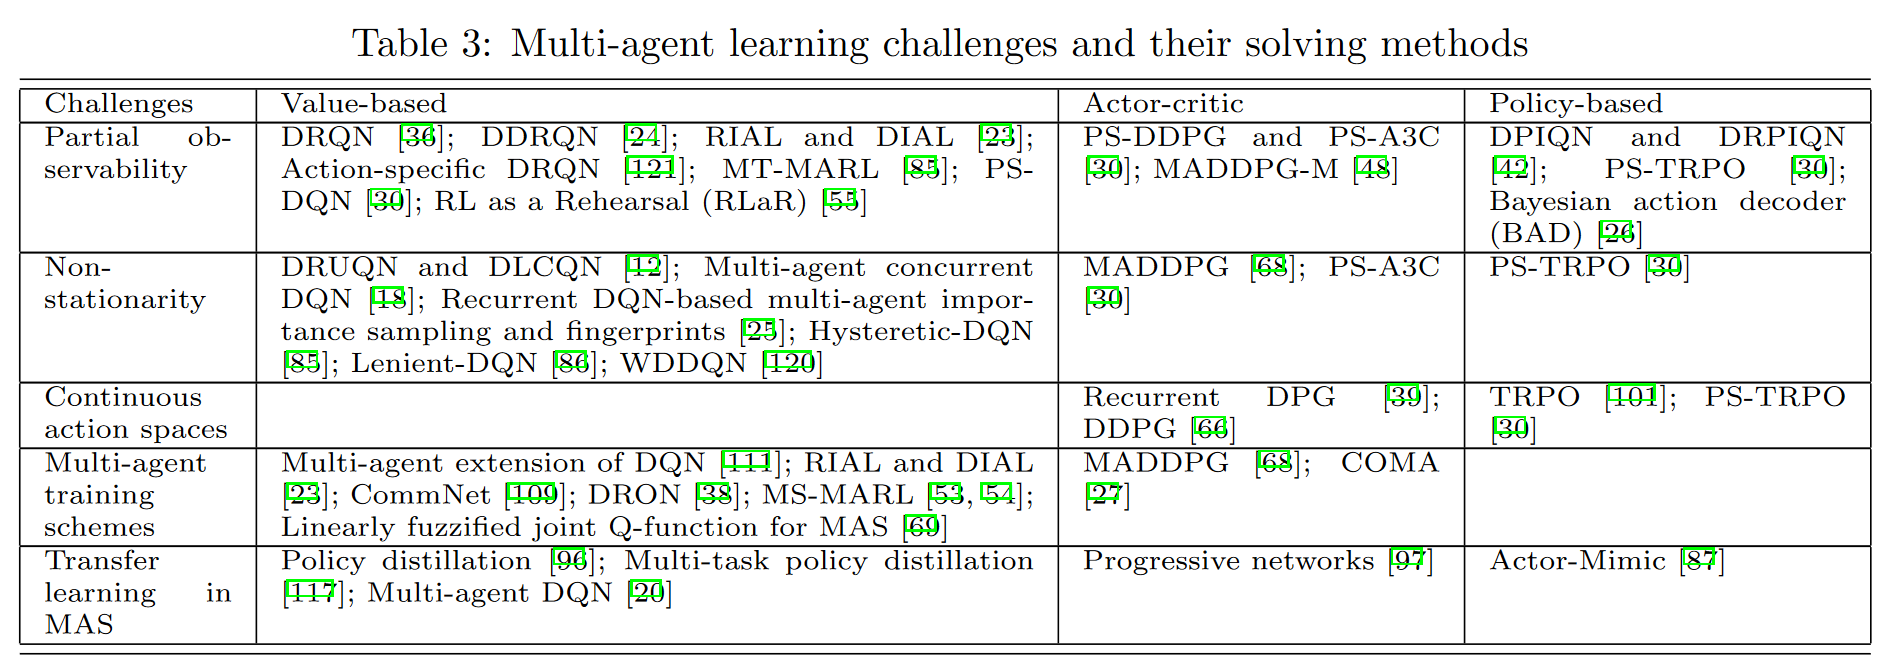 Table 3: Multi-agent learning challenges and their solving methods
Challenges
Value-based
Actor-critic
Policy-based
Partial ob-
servability
DRQN [36]; DDRQN [24]; RIAL and DIAL [23];
Action-specific DRQN [121]; MT-MARL [85]; PS-
DQN [30]; RL as a Rehearsal (RLaR) [55]
PS-DDPG and PS-A3C
[30]; MADDPG-M [48]
DPIQN and DRPIQN
[42]; PS-TRPO [30];
Bayesian action decoder
(BAD) [26]
Non-
stationarity
DRUQN and DLCQN [12]; Multi-agent concurrent
DQN [18]; Recurrent DQN-based multi-agent impor-
tance sampling and fingerprints [25]; Hysteretic-DQN
[85]; Lenient-DQN [86]; WDDQN [120]
MADDPG [68]; PS-A3C
[30]
PS-TRPO [30]
Continuous
action spaces
Recurrent DPG [39];
DDPG [66]
TRPO [101]; PS-TRPO
[30]
Multi-agent
training
schemes
Multi-agent extension of DQN [111]; RIAL and DIAL
[23]; CommNet [109]; DRON [38]; MS-MARL [53, 54];
Linearly fuzzified joint Q-function for MAS [69]
MADDPG [68]; COMA
[27]
Transfer
learning in
MAS
Policy distillation [96]; Multi-task policy distillation
[117]; Multi-agent DQN [20]
Progressive networks [97]
Actor-Mimic [87]